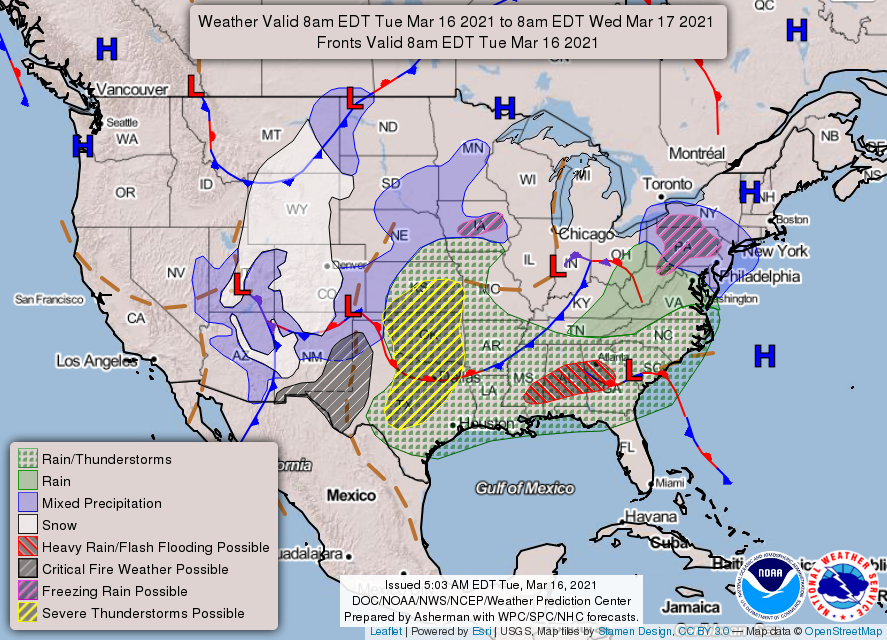 Weather Valid 8am EDT Tue Mar 16 2021 to 8am EDT Wed Mar 17 2021
Fronts Valid 8am EDT Tue Mar 16 2021
QC
H
H
L
Vancouver
L
H
Seattle
WA
MT
ND
H
MN
Montréal
NB
NS
OR
ID
SD
WI
MI
Toronto
H
NH
WY
IA
NY
Boston
NE
Chicago
PA
New York
NV
L
Denver
L
IN
OH
IL
Philadelphia
San Francisco
CO
KS
MO
Washington
CA
L
KY
VA
TN
NC
OK
Los Angeles
AZ
NM
AR
Atlanta
H
Dallas
MS
AL
L
SC
GA
LA
TX
Houston
FL
Rain/Thunderstorms
Rain
Mixed Precipitation
Snow
Heavy Rain/Flash Flooding Possible
Critical Fire Weather Possible
Freezing Rain Possible
Severe Thunderstorms Possible
Mexico
Gulf of Mexico
Miami
Havana
Cuba
Jamaica
Issued 5:03 AM EDT Tue, Mar 16, 2021
DOC/NOAA/NWS/NCEP/Weather Prediction Center
Prepared by Asherman with WPC/SPC/NHC forecasts.
NOAA
NATIONAL WEATHER SERVICE
Leaflet | Powered by Esri | USGS, Map tiles by Stamen Design, CC BY 3.0 — Map data © OpenStreetMap